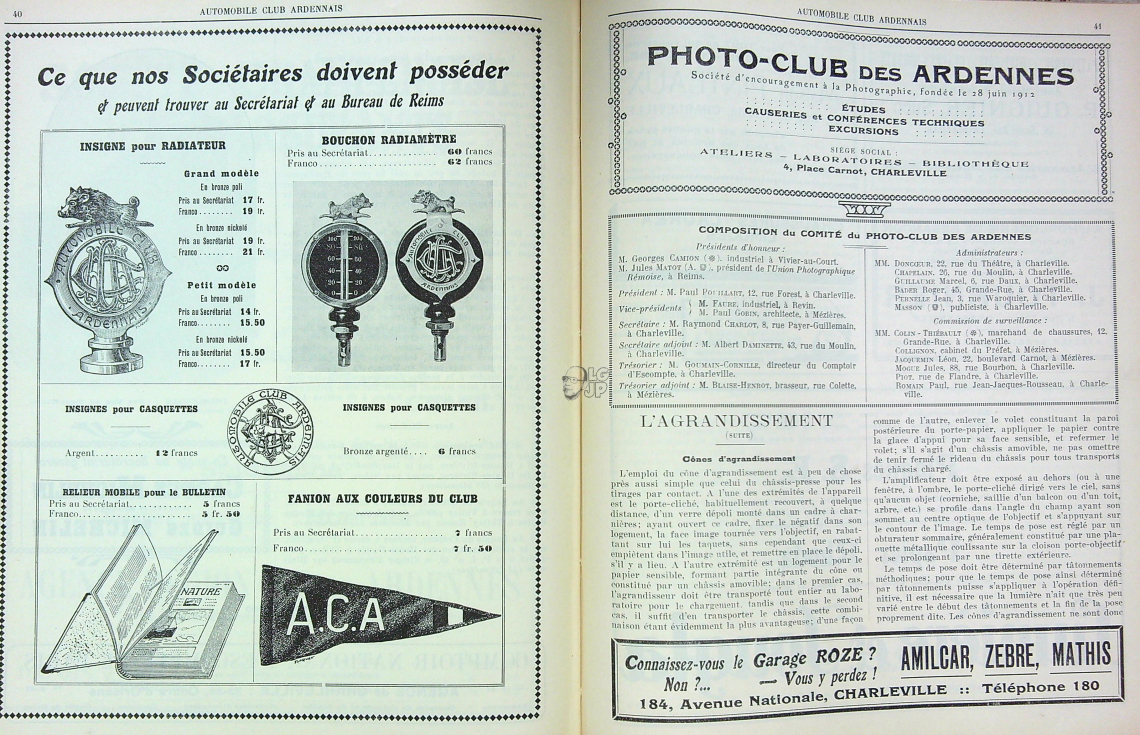 40
AUTOMOBILE CLUB ARDENNAIS
Ce que nos Sociétaires doivent posséder
et peuvent trouver au Secrétariat et au Bureau de Reims
INSIGNE pour RADIATEUR
Grand modèle
En bronze poli
Pris au Secrétariat 17 fr.
Franco........ 19 fr.
En bronze nickelé
Pris au Secrétariat 19 fr.
Franco........ 21 fr.
Petit modèle
En bronze poli
Pris au Secrétariat 14 fr.
Franco........ 15.50
En bronze nickelé
Pris au Secrétariat 15.50
Franco........ 17 fr.
AUTOMOBILE CLUB
ARDENNAIS
BOUCHON RADIAMÈTRE
Pris au Secrétariat............ 60 francs
Franco........................ 62 francs
100 100
80 80
60 60
40 40
20 20
0 0
AUTOMOBILE CLUB
ARDENNAIS
INSIGNES pour CASQUETTES
Argent.......... 12 francs
AUTOMOBILE CLUB ARDENNAIS
INSIGNES pour CASQUETTES
Bronze argenté.... 6 francs
RELIEUR MOBILE pour le BULLETIN
Pris au Secrétariat............. 5 francs
Franco......................... 5 fr. 50
NATURE
FANION AUX COULEURS DU CLUB
Pris au Secrétariat.................... 7 francs
Franco.............................. 7 fr. 50
A.C.A
AUTOMOBILE CLUB ARDENNAIS
41
PHOTO-CLUB DES ARDENNES
Société d'encouragement à la Photographie, fondée le 28 juin 1912
ÉTUDES
CAUSERIES et CONFÉRENCES TECHNIQUES
EXCURSIONS
SIEGE SOCIAL :
ATELIERS – LABORATOIRES – BIBLIOTHÈQUE
4, Place Carnot, CHARLEVILLE
COMPOSITION du COMITÉ du PHOTO-CLUB DES ARDENNES
Présidents d'honneur :
M. Georges CAMION (❋), industriel à Vivier-au-Court.
M. Jules MATOT (A. ), président de l'Union Photographique
Rémoise, à Reims.
Président : M. Paul POUILLART, 12, rue Forest, à Charleville.
Vice-présidents { M. FAURE, industriel, à Revin.
M. Paul GORIN, architecte, à Mézières.
Secrétaire : M. Raymond CHARLOT, 8, rue Payer-Guillemain,
à Charleville.
Secrétaire adjoint : M. Albert DAMINETTE, 43, rue du Moulin,
à Charleville.
Trésorier : M. GOUMAIN-CORNILLE, directeur du Comptoir
d'Escompte, à Charleville.
Trésorier adjoint : M. BLAISE-HENROT, brasseur, rue Colette,
à Mézières.
Administrateurs :
MM. DONCŒUR, 22, rue du Théâtre, à Charleville.
CHAPELAIN, 26, rue du Moulin, à Charleville.
GUILLAUME Marcel, 6, rue Daux, à Charleville.
BADER Roger, 45, Grande-Rue, à Charleville.
PERNELLE Jean, 3, rue Waroquier, à Charleville.
MASSON (), publiciste, à Charleville.
Commission de surveillance :
MM. COLIN-THIÉBAULT (❋), marchand de chaussures, 12,
Grande-Rue, à Charleville.
COLLIGNON, cabinet du Préfet, à Mézières.
JACQUEMIN Léon, 22, boulevard Carnot, à Mézières.
MOGUE Jules, 88, rue Bourbon, à Charleville.
PIOT, rue de Flandre, à Charleville.
ROMAIN Paul, rue Jean-Jacques-Rousseau, à Charle-
ville.
L'AGRANDISSEMENT
(SUITE)
Cônes d'agrandissement
L'emploi du cône d'agrandissement est à peu de chose
près aussi simple que celui du châssis-presse pour les
tirages par contact. A l'une des extrémités de l'appareil
est le porte-cliché, habituellement recouvert, à quelque
distance, d'un verre dépoli monté dans un cadre à char-
nières; ayant ouvert ce cadre, fixer le négatif dans son
logement, la face image tournée vers l'objectif, en rabat-
tant sur lui les taquets, sans cependant que ceux-ci
empiètent dans l'image utile, et remettre en place le dépoli,
s'il y a lieu. A l'autre extrémité est un logement pour le
papier sensible, formant partie intégrante du cône ou
constitué par un châssis amovible; dans le premier cas,
l'agrandisseur doit être transporté tout entier au labo-
ratoire pour le chargement, tandis que dans le second
cas, il suffit d'en transporter le châssis, cette combi-
naison étant évidemment la plus avantageuse; d'une façon
comme de l'autre, enlever le volet constituant la paroi
postérieure du porte-papier, appliquer le papier contre
la glace d'appui pour sa face sensible, et refermer le
volet; s'il s'agit d'un châssis amovible, ne pas omettre
de tenir fermé le rideau du châssis pour tous transports
du châssis chargé.
L'amplificateur doit être exposé au dehors (ou à une
fenêtre, à l'ombre, le porte-cliché dirigé vers le ciel, sans
qu'aucun objet (corniche, saillie d'un balcon ou d'un toit,
arbre, etc.) se profile dans l'angle du champ ayant son
sommet au centre optique de l'objectif et s'appuyant sur
le contour de l'image. Le temps de pose est réglé par un
obturateur sommaire, généralement constitué par une pla-
quette métallique coulissante sur la cloison porte-objectif
et se prolongeant par une tirette extérieure.
Le temps de pose doit être déterminé par tâtonnements
méthodiques; pour que le temps de pose ainsi déterminé
par tâtonnements puisse s'appliquer à l'opération défi-
nitive, il est nécessaire que la lumière n'ait que très peu
varié entre le début des tâtonnements et la fin de la pose
proprement dite. Les cônes d'agrandissement ne sont donc
Connaissez-vous le Garage ROZE ?
Non ?... — Vous y perdez !
AMILCAR, ZEBRE, MATHIS
184, Avenue Nationale, CHARLEVILLE :: Téléphone 180
LG
JP